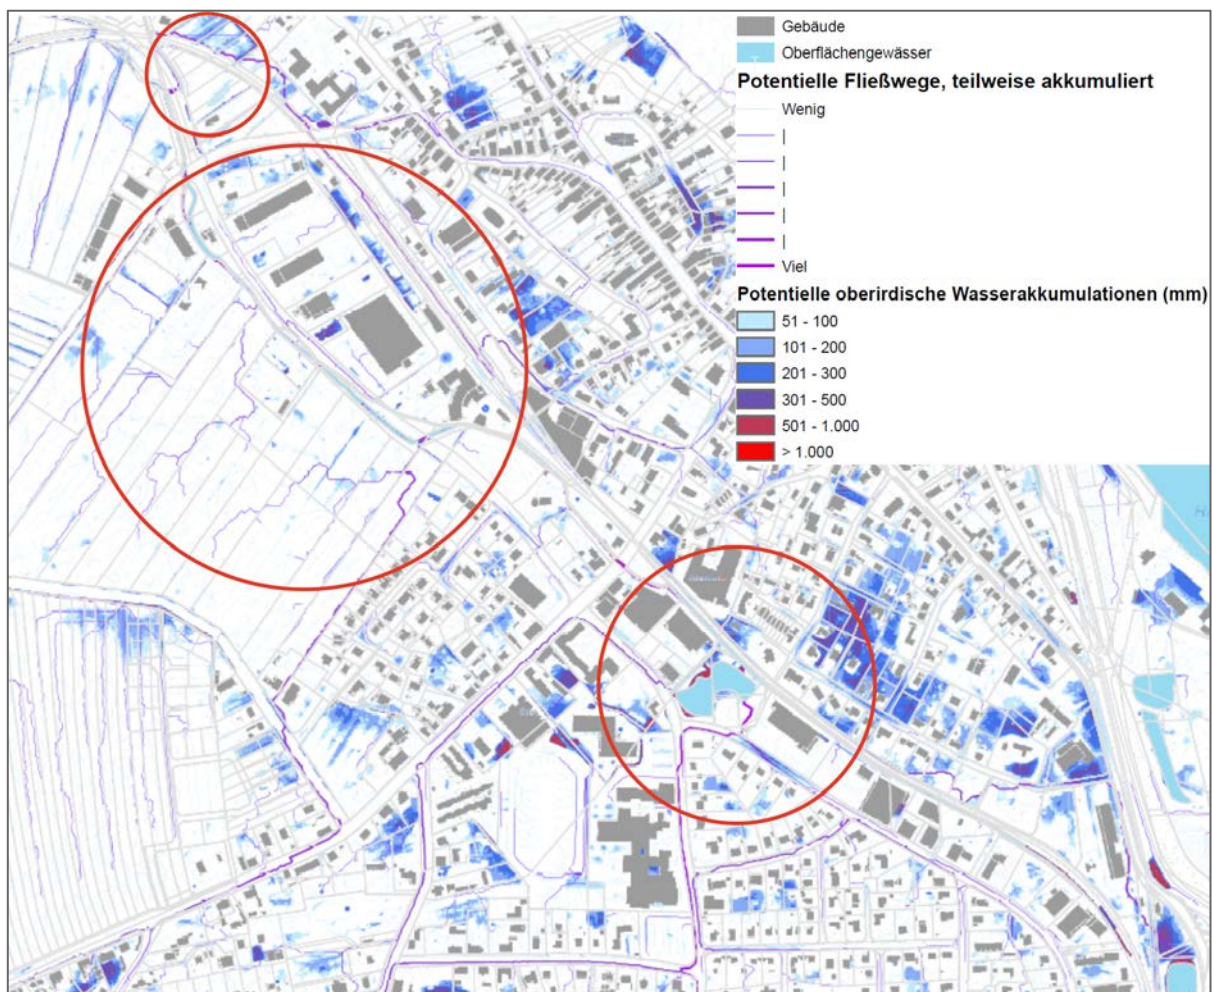 Gebäude
Oberflächengewässer
Potentielle Fließwege, teilweise akkumuliert
Wenig
|
|
|
|
|
Viel
Potentielle oberirdische Wasserakkumulationen (mm)
51 - 100
101 - 200
201 - 300
301 - 500
501 - 1.000
> 1.000